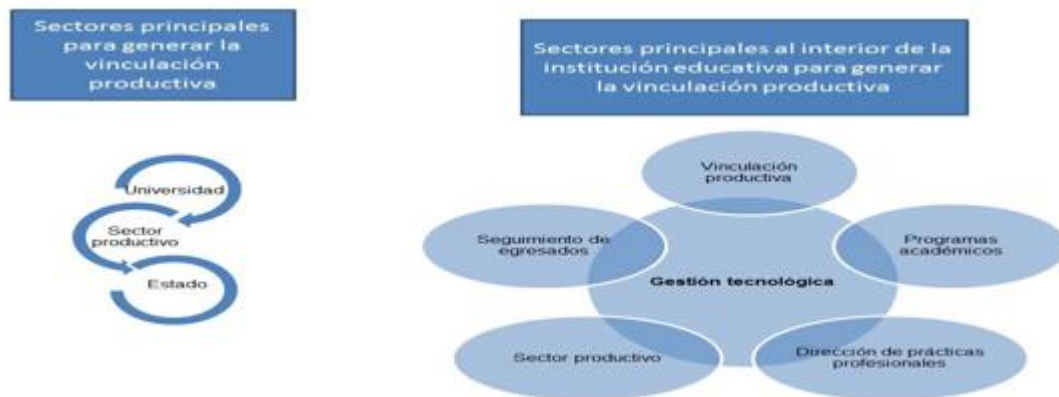 Sectores principales
para generar la
vinculación
productiva
Sectores principales al interior de la
institución educativa para generar
la vinculación productiva
Universidad
Sector
productivo
Estado
Vinculación
productiva
Seguimiento de
egresados
Programas
académicos
Gestión tecnológica
Sector productivo
Dirección de prácticas
profesionales